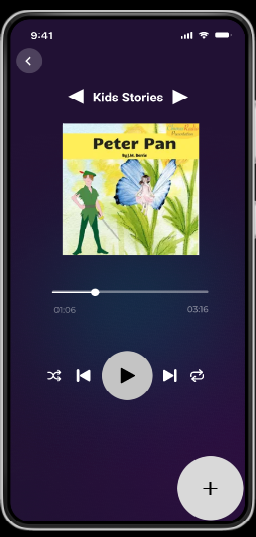 9:41
Kids Stories
Peter Pan
By J.M. Barrie
01:06
03:16